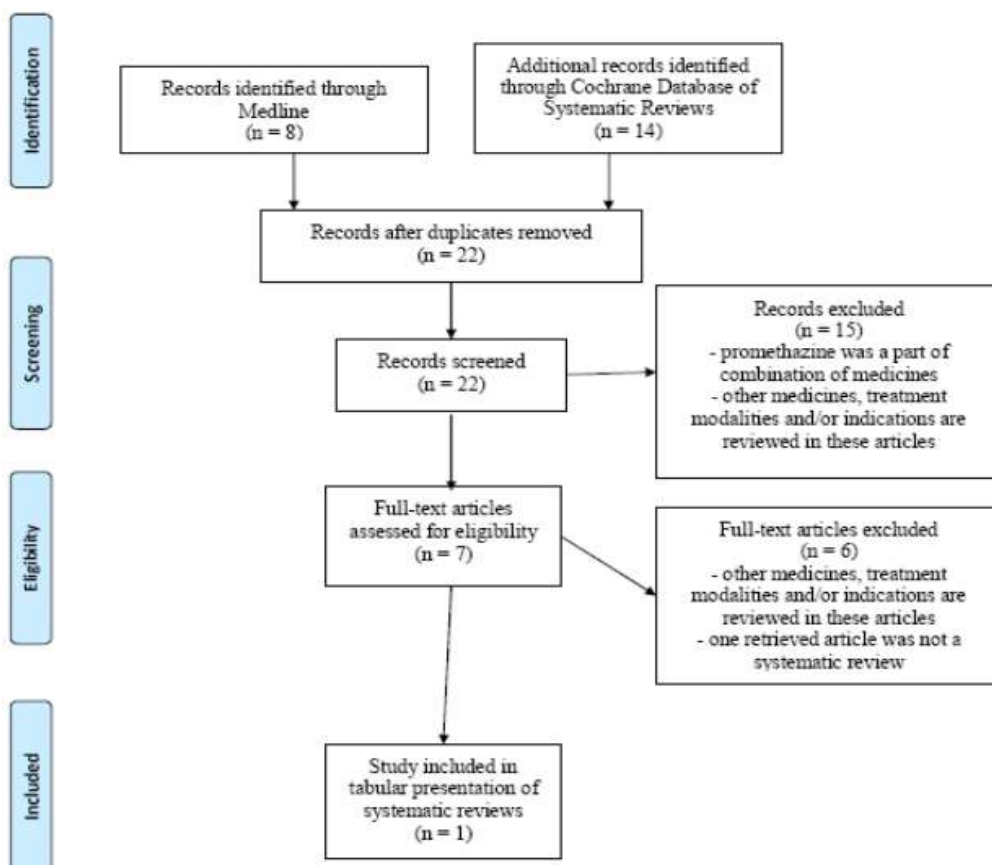 Identification
Records identified through
Medline
(n = 8)
Additional records identified
through Cochrane Database of
Systematic Reviews
(n = 14)
Records after duplicates removed
(n = 22)
Screening
Records screened
(n = 22)
Records excluded
(n = 15)
- promethazine was a part of
combination of medicines
- other medicines, treatment
modalities and/or indications are
reviewed in these articles
Eligibility
Full-text articles
assessed for eligibility
(n = 7)
Full-text articles excluded
(n = 6)
- other medicines, treatment
modalities and/or indications are
reviewed in these articles
- one retrieved article was not a
systematic review
Included
Study included in
tabular presentation of
systematic reviews
(n = 1)